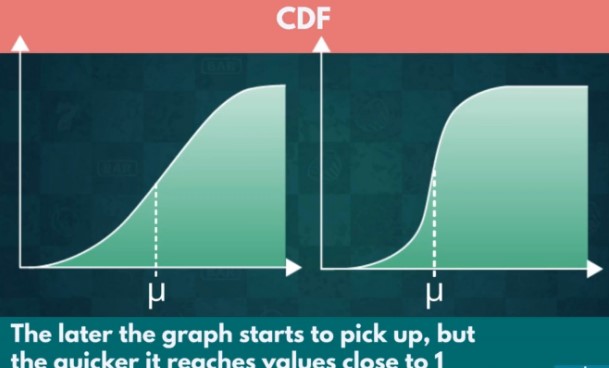 CDF
μ
μ
The later the graph starts to pick up, but
the quicker it reaches values close to 1